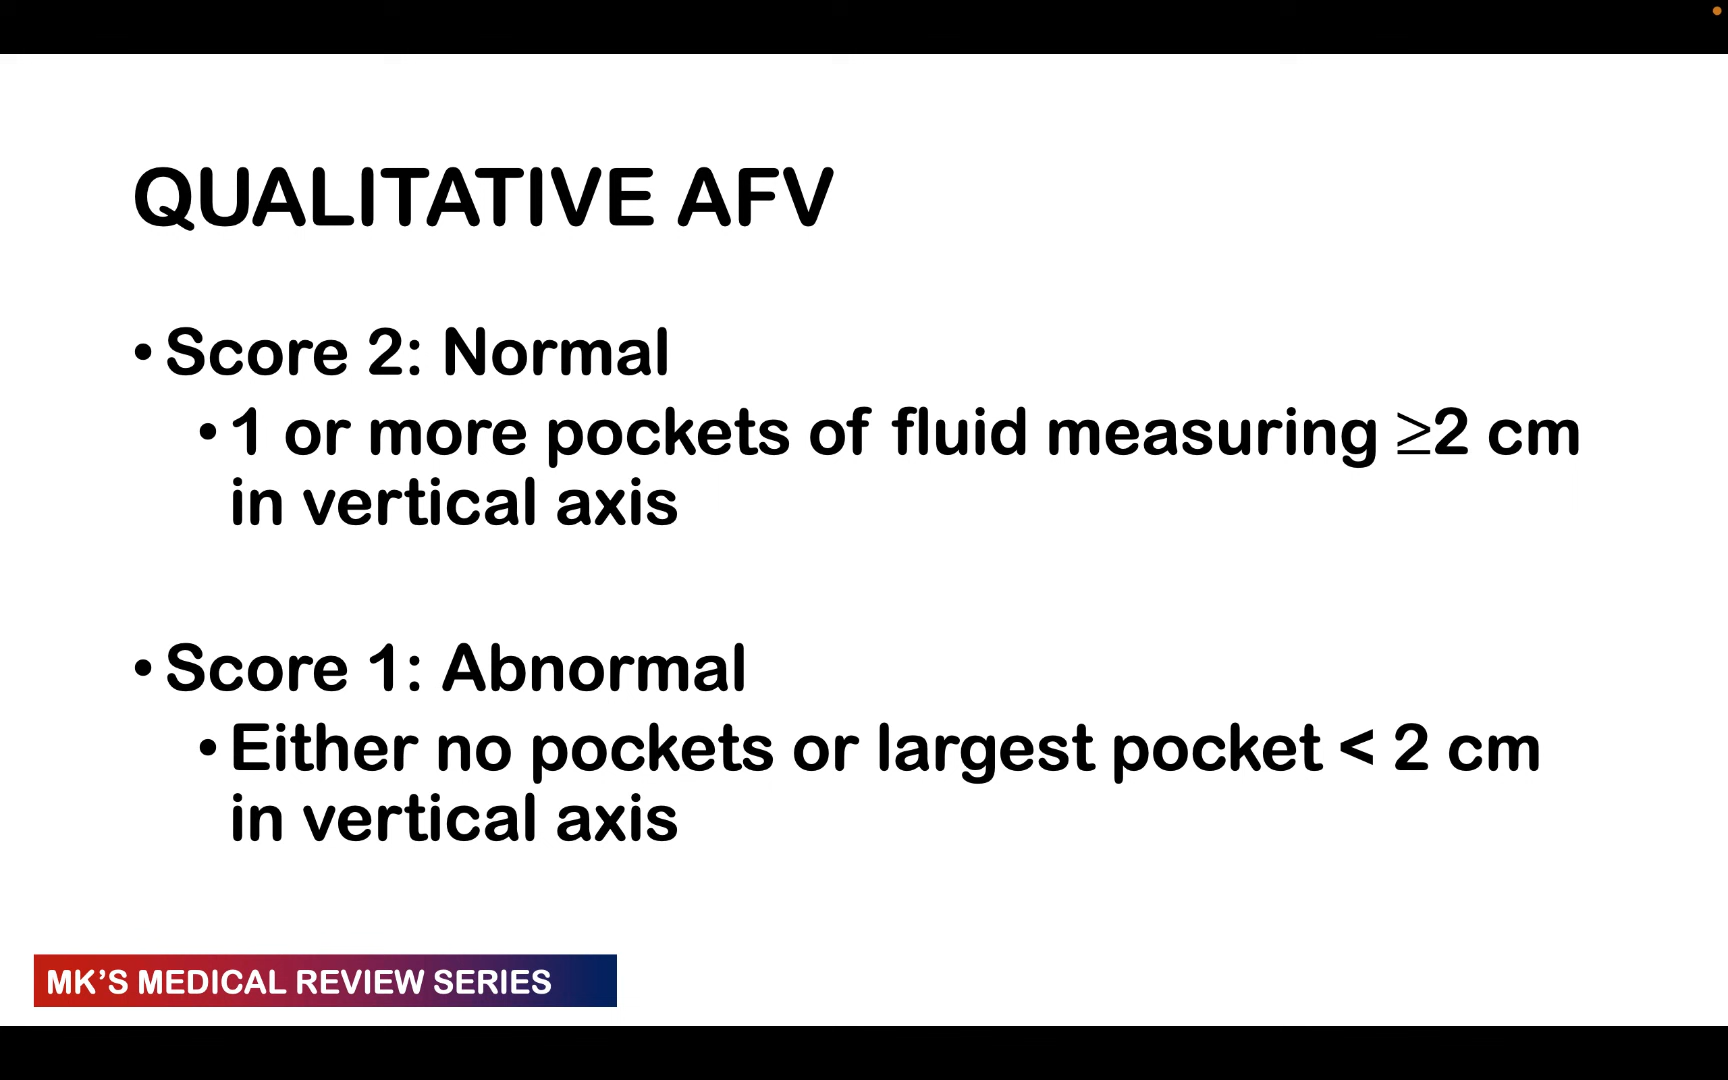 QUALITATIVE AFV
• Score 2: Normal
• 1 or more pockets of fluid measuring ≥2 cm
in vertical axis
• Score 1: Abnormal
• Either no pockets or largest pocket < 2 cm
in vertical axis
MK’S MEDICAL REVIEW SERIES